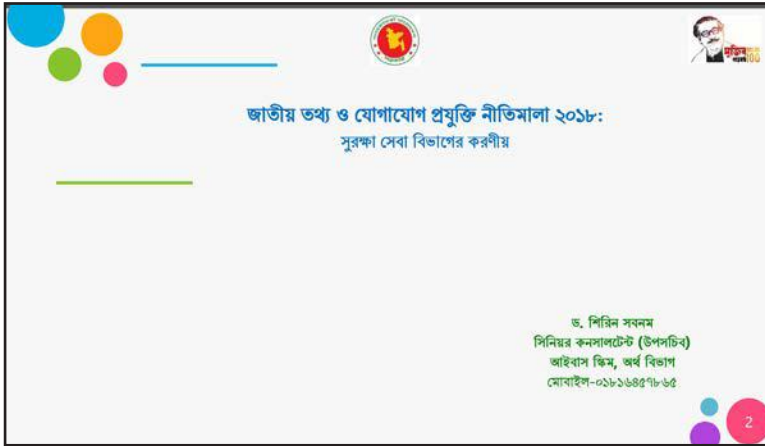 জাতীয় তথ্য ও যোগাযোগ প্রযুক্তি নীতিমালা ২০১৮:
সুরক্ষা সেবা বিভাগের করণীয়
ড. শিরিন সবনম
সিনিয়র কনসালটেন্ট (উপসচিব)
আইবাস স্কিম, অর্থ বিভাগ
মোবাইল-০১৮১৬৪৫৭৮৬৫
2